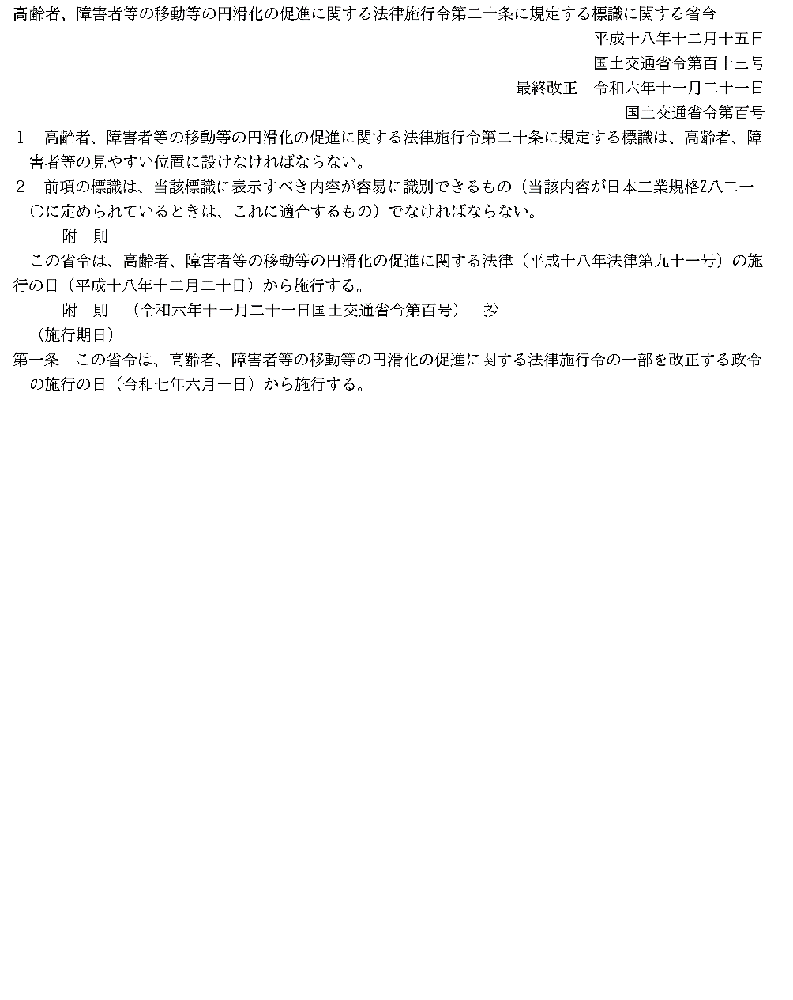 高齢者、障害者等の移動等の円滑化の促進に関する法律施行令第二十条に規定する標識に関する省令
平成十八年十二月十五日
国土交通省令第百十三号
最終改正　令和六年十一月二十一日
国土交通省令第百号
１　高齢者、障害者等の移動等の円滑化の促進に関する法律施行令第二十条に規定する標識は、高齢者、障
害者等の見やすい位置に設けなければならない。
２　前項の標識は、当該標識に表示すべき内容が容易に識別できるもの（当該内容が日本工業規格Z八二一
〇に定められているときは、これに適合するもの）でなければならない。
附　則
この省令は、高齢者、障害者等の移動等の円滑化の促進に関する法律（平成十八年法律第九十一号）の施
行の日（平成十八年十二月二十日）から施行する。
附　則　（令和六年十一月二十一日国土交通省令第百号）　抄
（施行期日）
第一条　この省令は、高齢者、障害者等の移動等の円滑化の促進に関する法律施行令の一部を改正する政令
の施行の日（令和七年六月一日）から施行する。